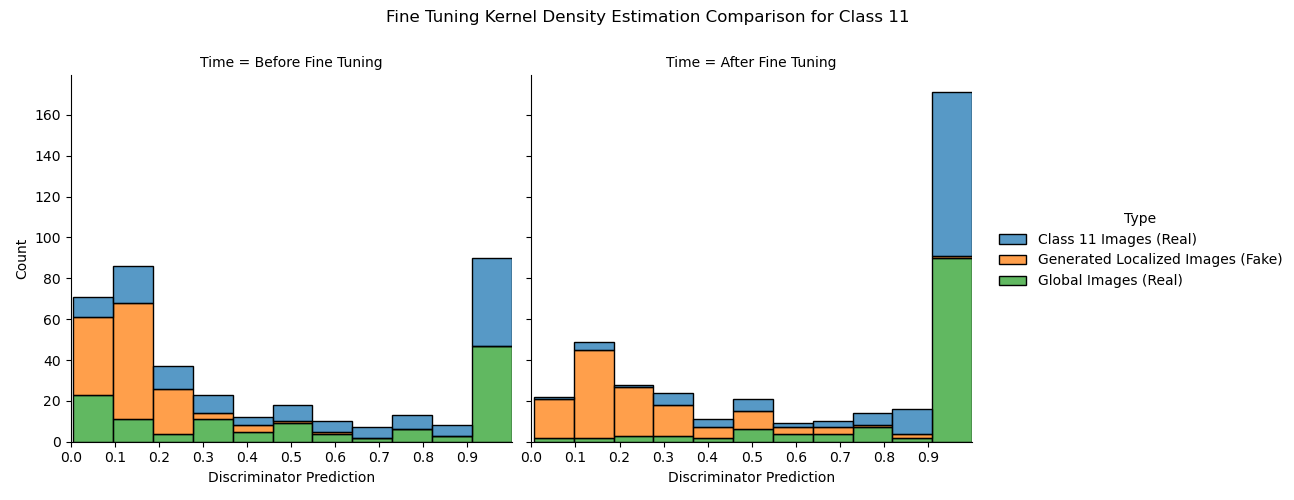 Fine Tuning Kernel Density Estimation Comparison for Class 11
Time = Before Fine Tuning
Time = After Fine Tuning
160
140
120
100
80
60
40
20
0
Count
0.0 0.1 0.2 0.3 0.4 0.5 0.6 0.7 0.8 0.9
Discriminator Prediction
0.0 0.1 0.2 0.3 0.4 0.5 0.6 0.7 0.8 0.9
Discriminator Prediction
Type
Class 11 Images (Real)
Generated Localized Images (Fake)
Global Images (Real)